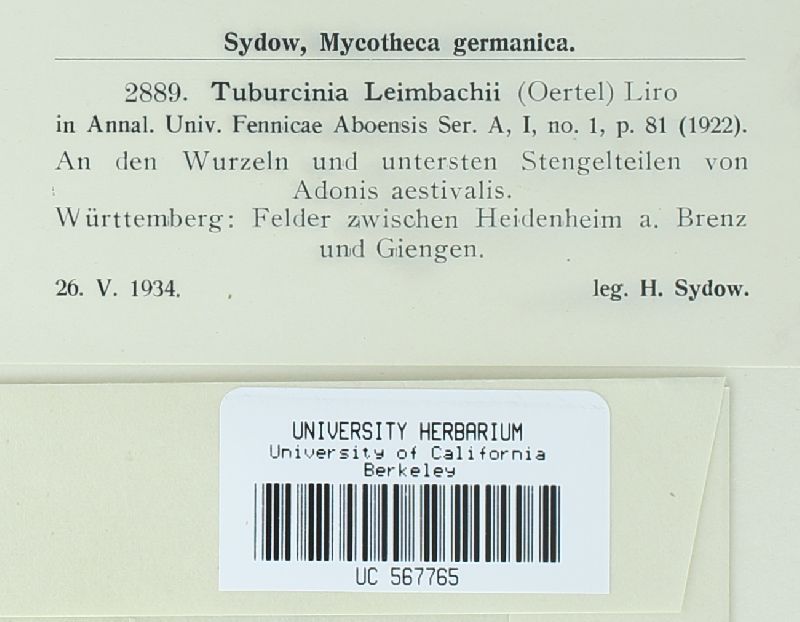 Sydow, Mycotheca germanica.
2889. Tuburcinia Leimbachii (Oertel) Liro
in Annal. Univ. Fennicae Aboensis Ser. A, I, no. 1, p. 81 (1922).
An den Wurzeln und untersten Stengelteilen von
Adonis aestivalis.
Württemberg: Felder zwischen Heidenheim a. Brenz
und Giengen.
26. V. 1934. leg. H. Sydow.
UNIVERSITY HERBARIUM
University of California
Berkeley
UC 567765